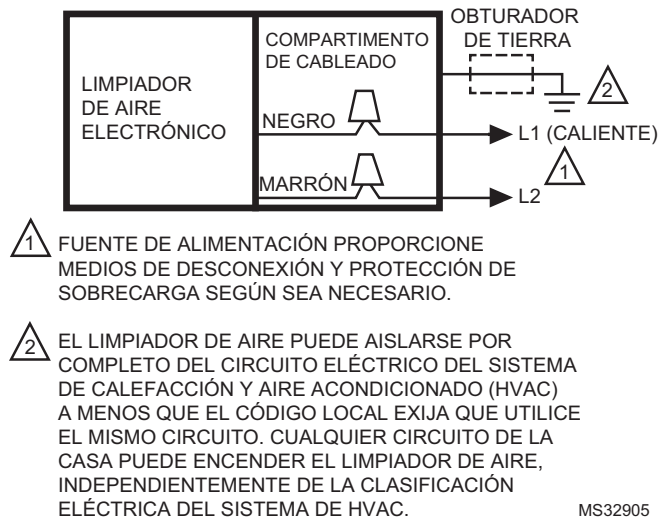 OBTURADOR
DE TIERRA
COMPARTIMENTO
DE CABLEADO
LIMPIADOR
DE AIRE
ELECTRÓNICO
2
NEGRO
L1 (CALIENTE)
1
MARRÓN
L2
1 FUENTE DE ALIMENTACIÓN PROPORCIONE
MEDIOS DE DESCONEXIÓN Y PROTECCIÓN DE
SOBRECARGA SEGÚN SEA NECESARIO.
2 EL LIMPIADOR DE AIRE PUEDE AISLARSE POR
COMPLETO DEL CIRCUITO ELÉCTRICO DEL SISTEMA
DE CALEFACCIÓN Y AIRE ACONDICIONADO (HVAC)
A MENOS QUE EL CÓDIGO LOCAL EXIJA QUE UTILICE
EL MISMO CIRCUITO. CUALQUIER CIRCUITO DE LA
CASA PUEDE ENCENDER EL LIMPIADOR DE AIRE,
INDEPENDIENTEMENTE DE LA CLASIFICACIÓN
ELÉCTRICA DEL SISTEMA DE HVAC.
MS32905